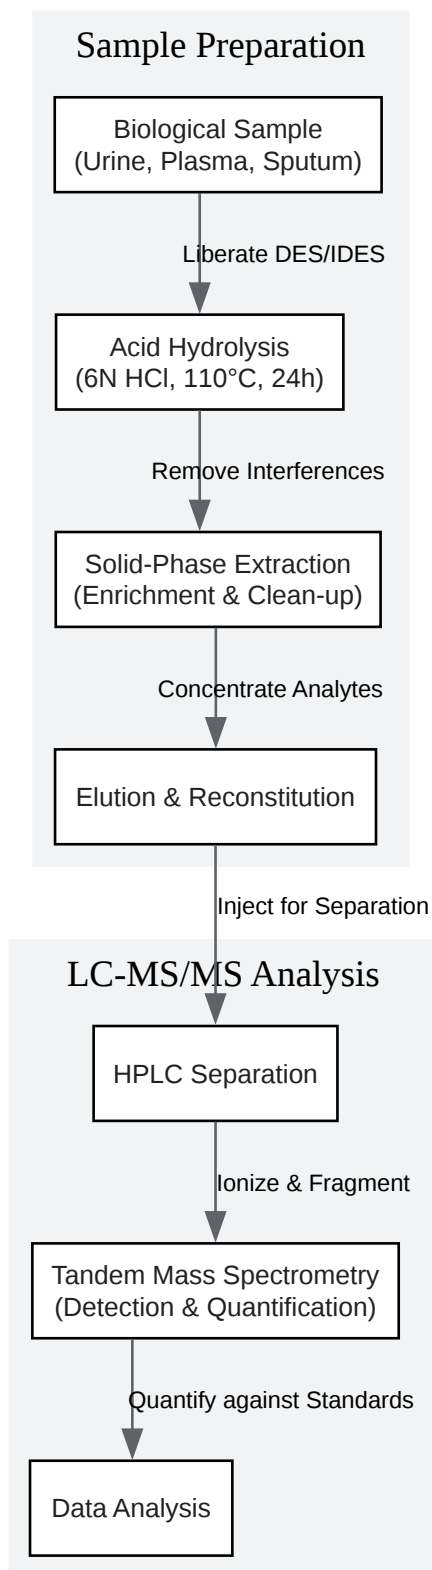 Sample Preparation
Biological Sample
(Urine, Plasma, Sputum)
Liberate DES/IDES
Acid Hydrolysis
(6N HCl, 110°C, 24h)
Remove Interferences
Solid-Phase Extraction
(Enrichment & Clean-up)
Concentrate Analytes
Elution & Reconstitution
Inject for Separation
LC-MS/MS Analysis
HPLC Separation
Ionize & Fragment
Tandem Mass Spectrometry
(Detection & Quantification)
Quantify against Standards
Data Analysis